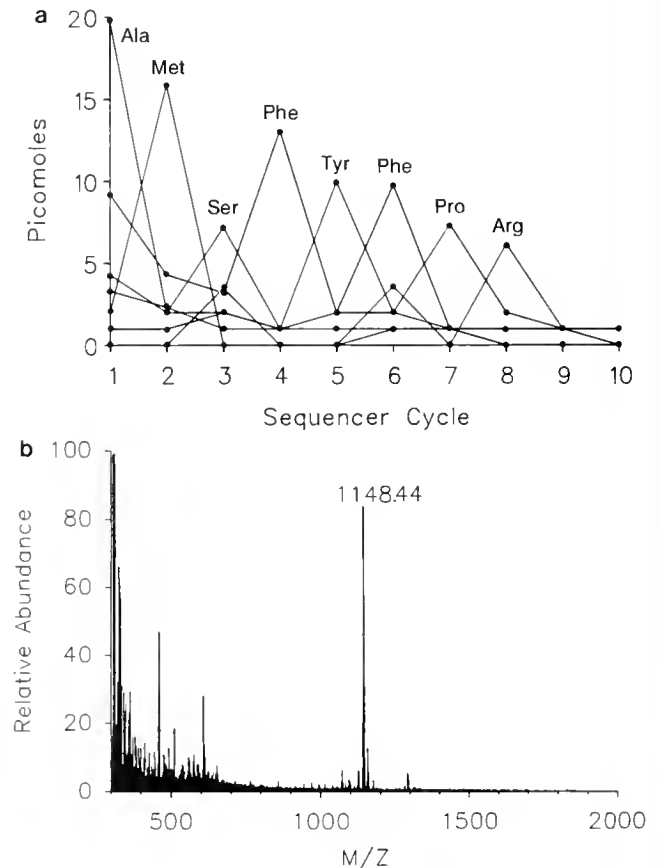 a
20
Ala
Met
15
Phe
Picomoles
Tyr
Phe
10
Ser
Pro
Arg
5
0
1 2 3 4 5 6 7 8 9 10
Sequencer Cycle
b
100
1148.44
80
Relative Abundance
60
40
20
0
500 1000 1500 2000
M/Z